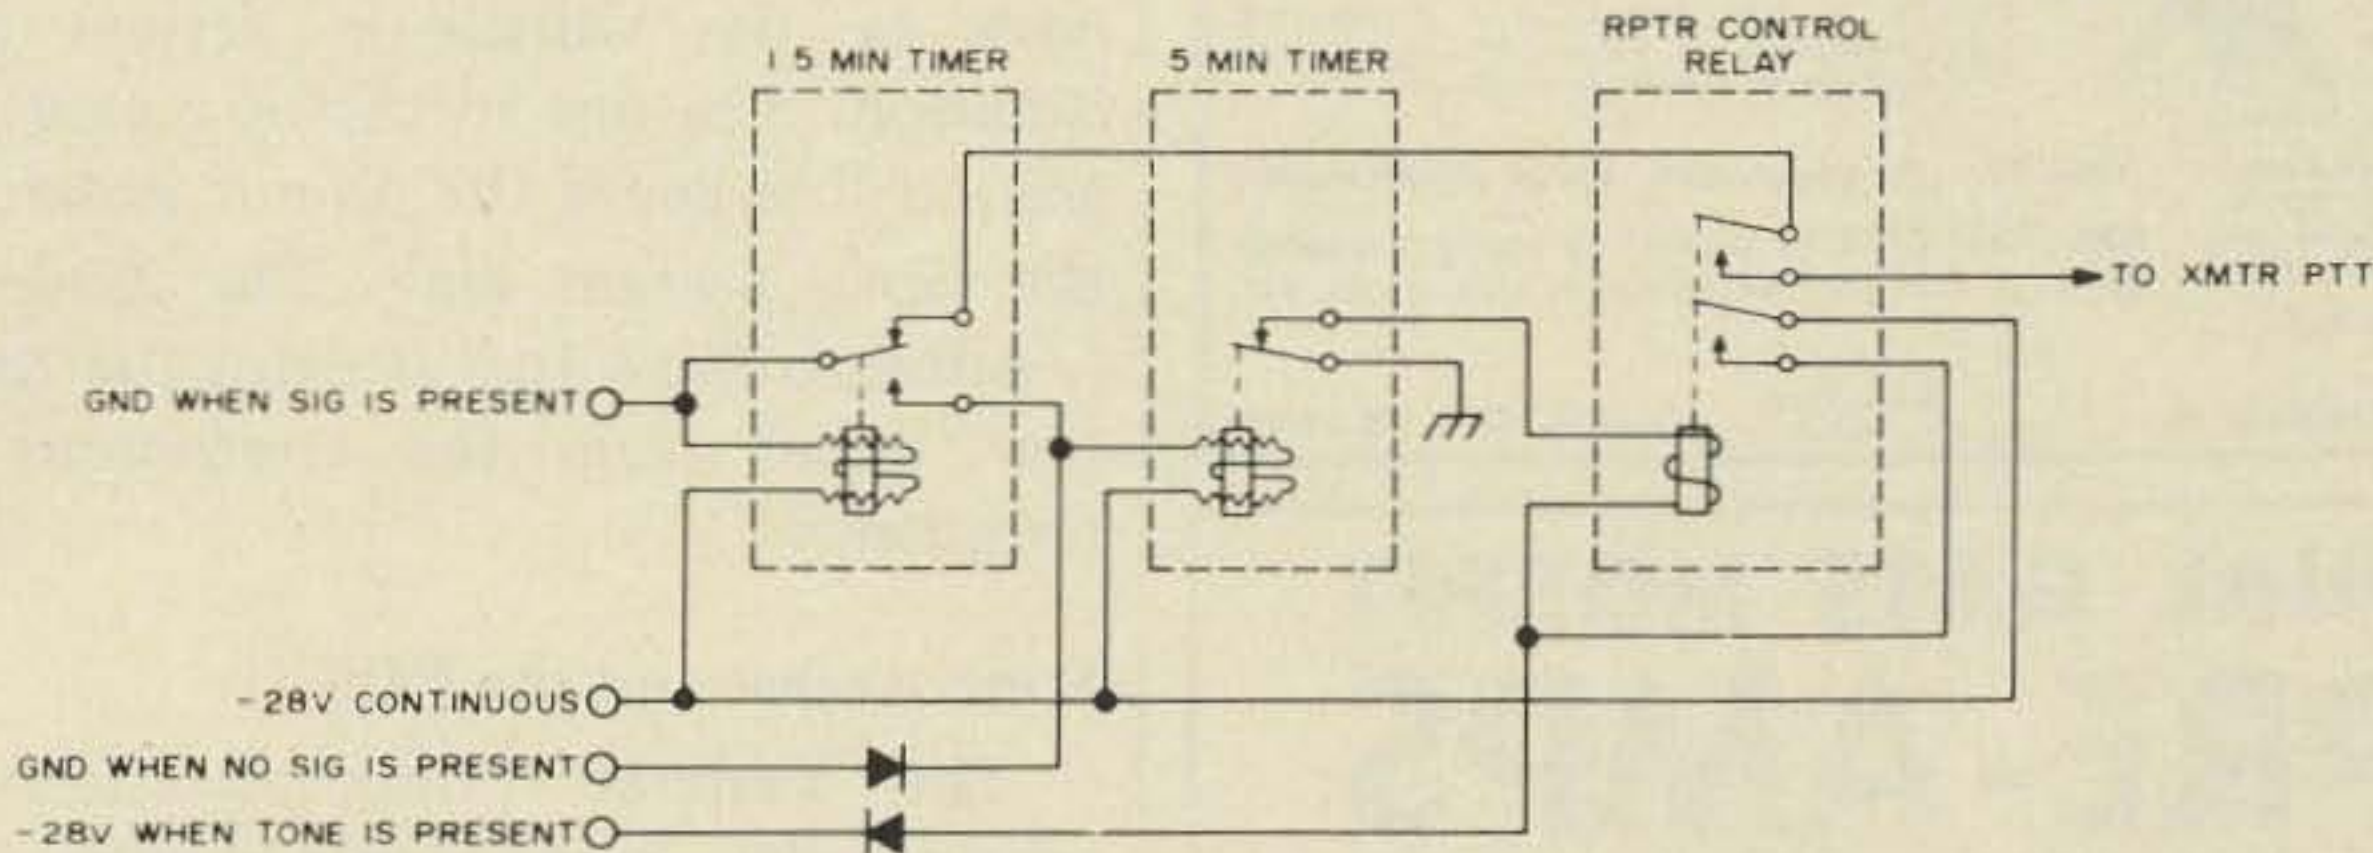 1 5 MIN TIMER
5 MIN TIMER
RPTR CONTROL
RELAY
TO XMTR PTT
GND WHEN SIG IS PRESENT
-28V CONTINUOUS
GND WHEN NO SIG IS PRESENT
-28V WHEN TONE IS PRESENT